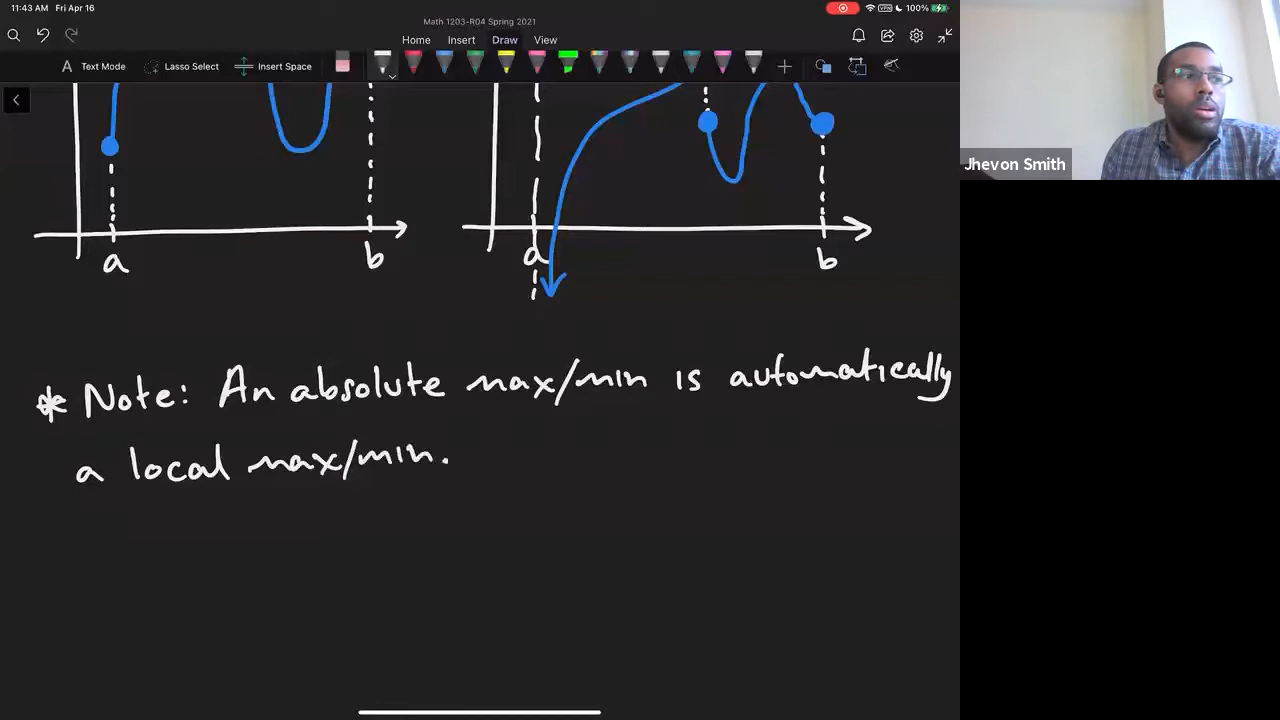 11:43 AM Fri Apr 16
VPN 100%
Math 1203-R04 Spring 2021
Home Insert Draw View
Text Mode Lasso Select Insert Space
a b a b
* Note: An absolute max/min is automatically
a local max/min.
Jhevon Smith